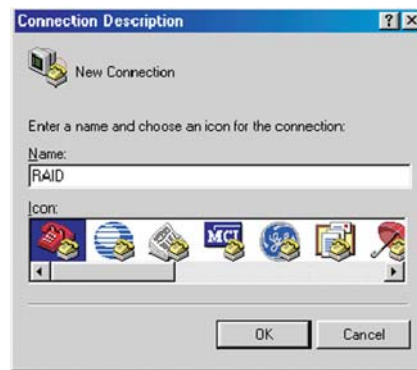 Connection Description
New Connection
Enter a name and choose an icon for the connection:
Name:
RAID
Icon:
MCI
OK
Cancel